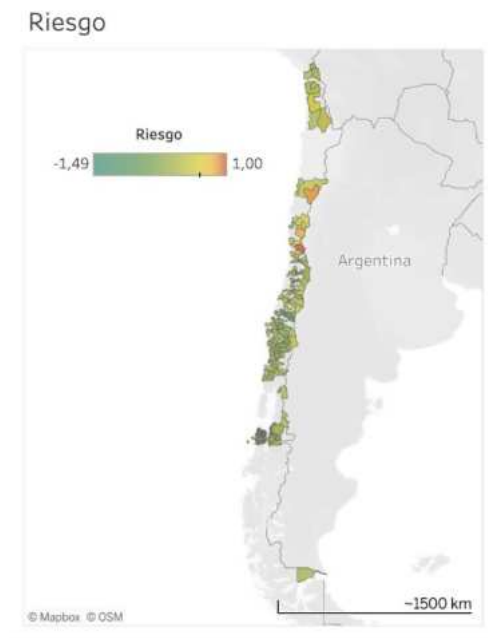 Riesgo
Riesgo
-1,49 1,00
Argentina
~1500 km
© Mapbox © OSM